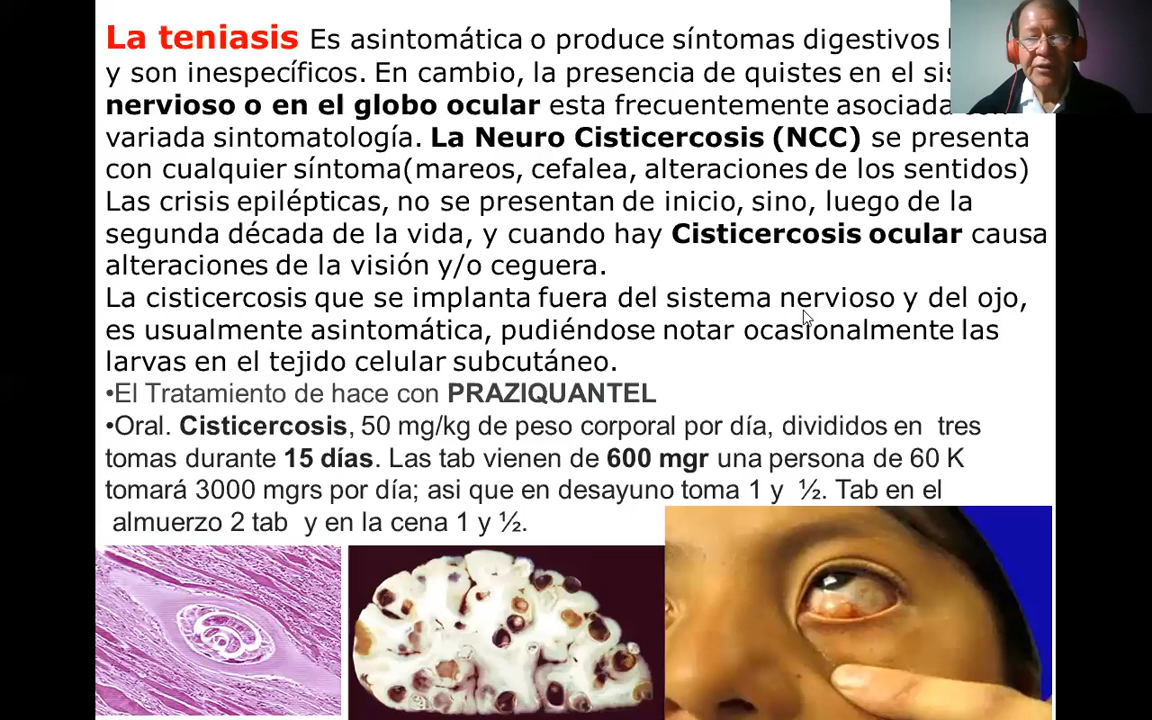 La teniasis Es asintomática o produce síntomas digestivos
y son inespecíficos. En cambio, la presencia de quistes en el
nervioso o en el globo ocular esta frecuentemente asociada
variada sintomatología. La Neuro Cisticercosis (NCC) se presenta
con cualquier síntoma(mareos, cefalea, alteraciones de los sentidos)
Las crisis epilépticas, no se presentan de inicio, sino, luego de la
segunda década de la vida, y cuando hay Cisticercosis ocular causa
alteraciones de la visión y/o ceguera.
La cisticercosis que se implanta fuera del sistema nervioso y del ojo,
es usualmente asintomática, pudiéndose notar ocasionalmente las
larvas en el tejido celular subcutáneo.
•El Tratamiento de hace con PRAZIQUANTEL
•Oral. Cisticercosis, 50 mg/kg de peso corporal por día, divididos en tres
tomas durante 15 días. Las tab vienen de 600 mgr una persona de 60 K
tomará 3000 mgrs por día; asi que en desayuno toma 1 y ½. Tab en el
almuerzo 2 tab y en la cena 1 y ½.